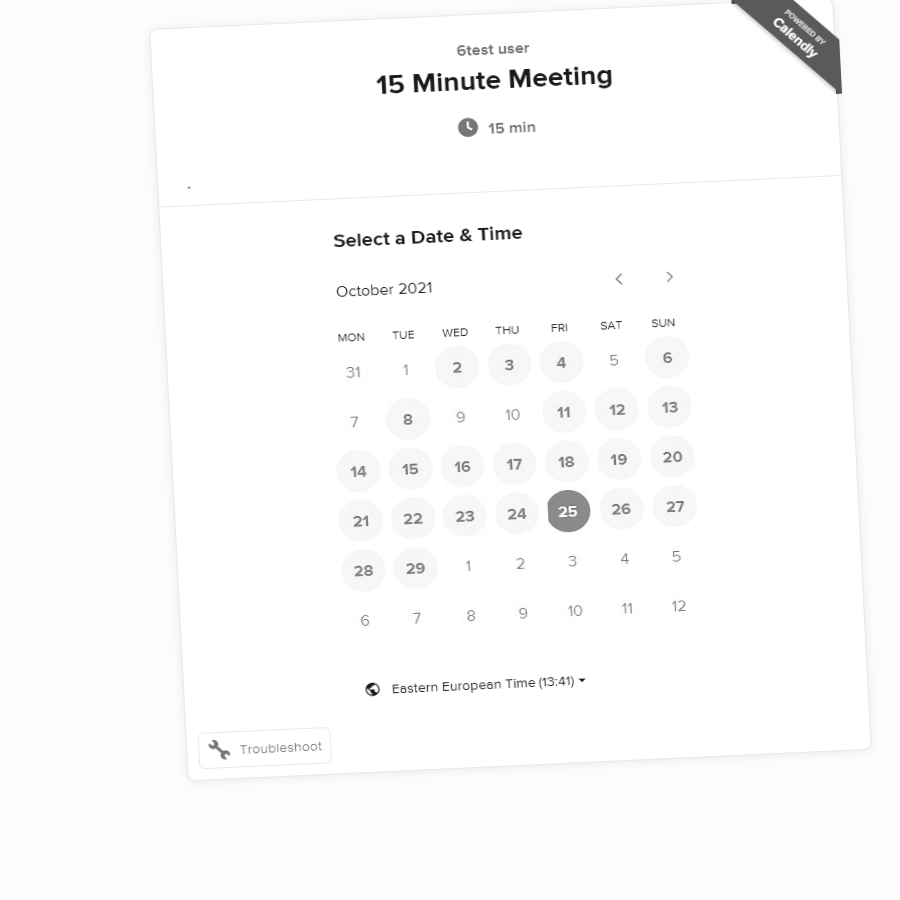 POWERED BY
Calendly
6test user
15 Minute Meeting
15 min
.
Select a Date & Time
October 2021
MON TUE WED THU FRI SAT SUN
31 1 2 3 4 5 6
7 8 9 10 11 12 13
14 15 16 17 18 19 20
21 22 23 24 25 26 27
28 29 1 2 3 4 5
6 7 8 9 10 11 12
Eastern European Time (13:41)
Troubleshoot